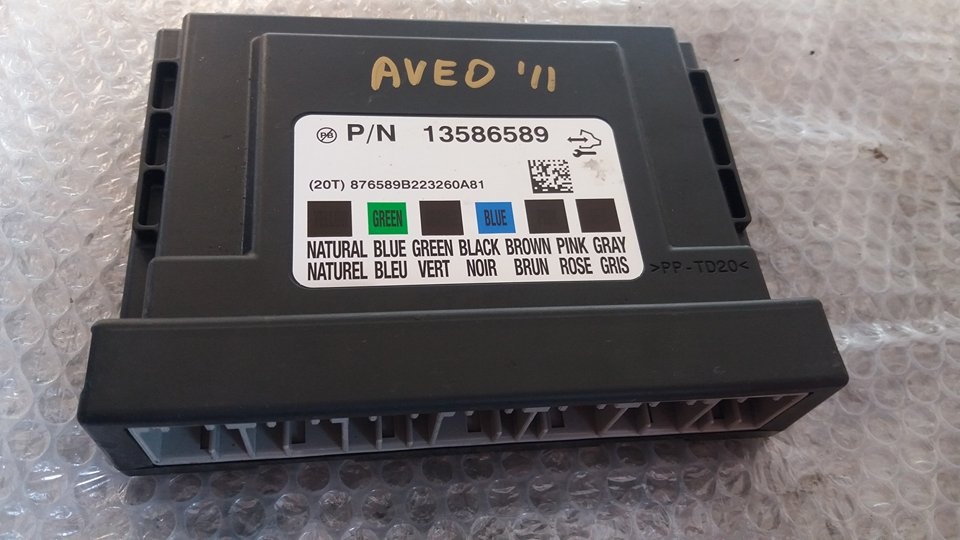 AVEO '11
PB P/N 13586589
(20T) 876589B223260A81
GREEN BLUE
NATURAL BLUE GREEN BLACK BROWN PINK GRAY
NATUREL BLEU VERT NOIR BRUN ROSE GRIS
>PP-TD20<